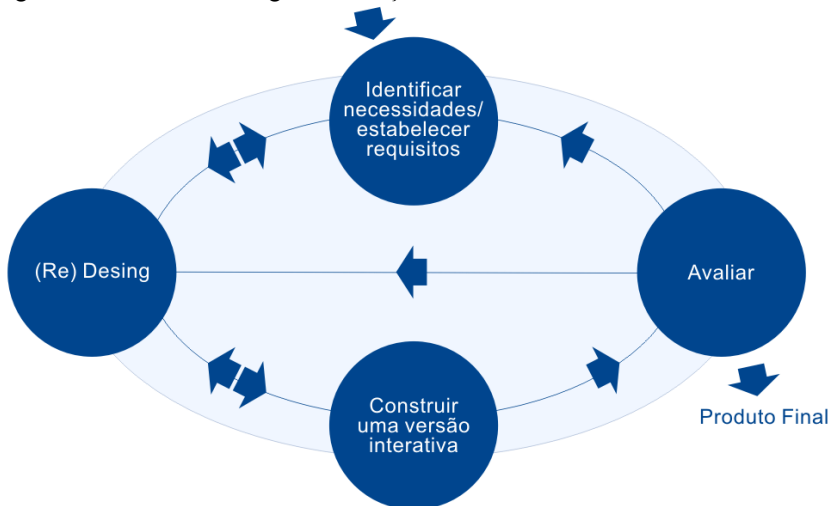 Identificar
necessidades/
estabelecer
requisitos
(Re) Desing
Avaliar
Construir
uma versão
interativa
Produto Final